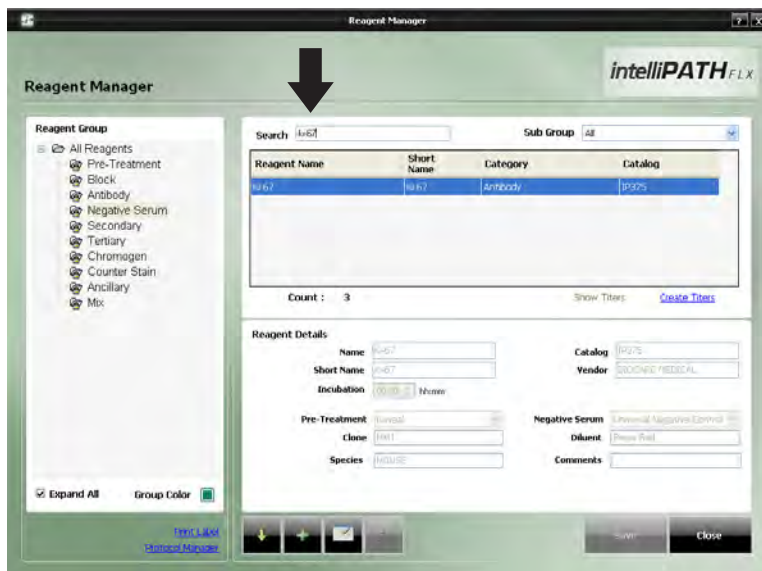 Reagent Manager
? X
Reagent Manager
intelliPATH FLX
Reagent Group
All Reagents
Pre-Treatment
Block
Antibody
Negative Serum
Secondary
Tertiary
Chromogen
Counter Stain
Ancillary
Mix
Expand All Group Color
Print Label
Protocol Manager
Search ki-67 Sub Group All
Reagent Name Short Name Category Catalog
Ki-67 Ki-67 Antibody IP375
Count : 3 Show Titers Create Titers
Reagent Details
Name Ki-67 Catalog IP375
Short Name Ki-67 Vendor BIOCARE MEDICAL
Incubation hh:mm
Pre-Treatment Negative Serum Universal Negative Control
Clone Diluent
Species MOUSE Comments
Save Close